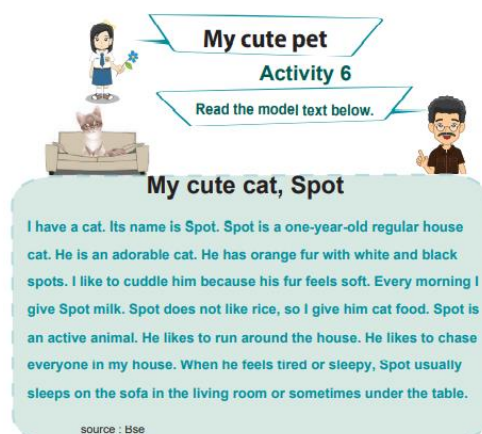 My cute pet
Activity 6
Read the model text below.
My cute cat, Spot
I have a cat. Its name is Spot. Spot is a one-year-old regular house
cat. He is an adorable cat. He has orange fur with white and black
spots. I like to cuddle him because his fur feels soft. Every morning I
give Spot milk. Spot does not like rice, so I give him cat food. Spot is
an active animal. He likes to run around the house. He likes to chase
everyone in my house. When he feels tired or sleepy, Spot usually
sleeps on the sofa in the living room or sometimes under the table.
source : Bse